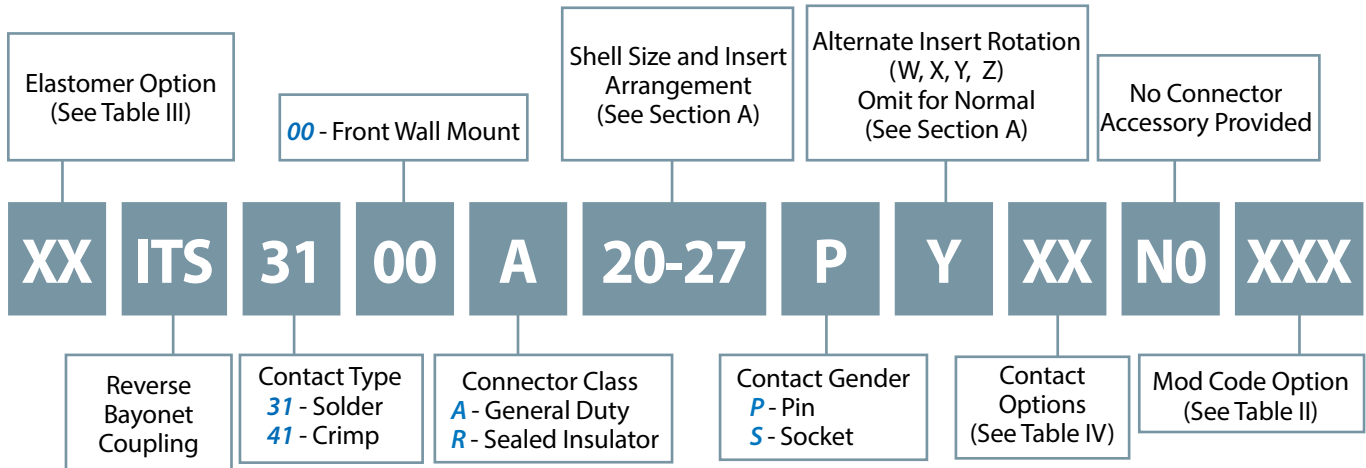 Elastomer Option
(See Table III)
00 - Front Wall Mount
Shell Size and Insert
Arrangement
(See Section A)
Alternate Insert Rotation
(W, X, Y, Z)
Omit for Normal
(See Section A)
No Connector
Accessory Provided
XX ITS 31 00 A 20-27 P Y XX N0 XXX
Reverse
Bayonet
Coupling
Contact Type
31 - Solder
41 - Crimp
Connector Class
A - General Duty
R - Sealed Insulator
Contact Gender
P - Pin
S - Socket
Contact
Options
(See Table IV)
Mod Code Option
(See Table II)